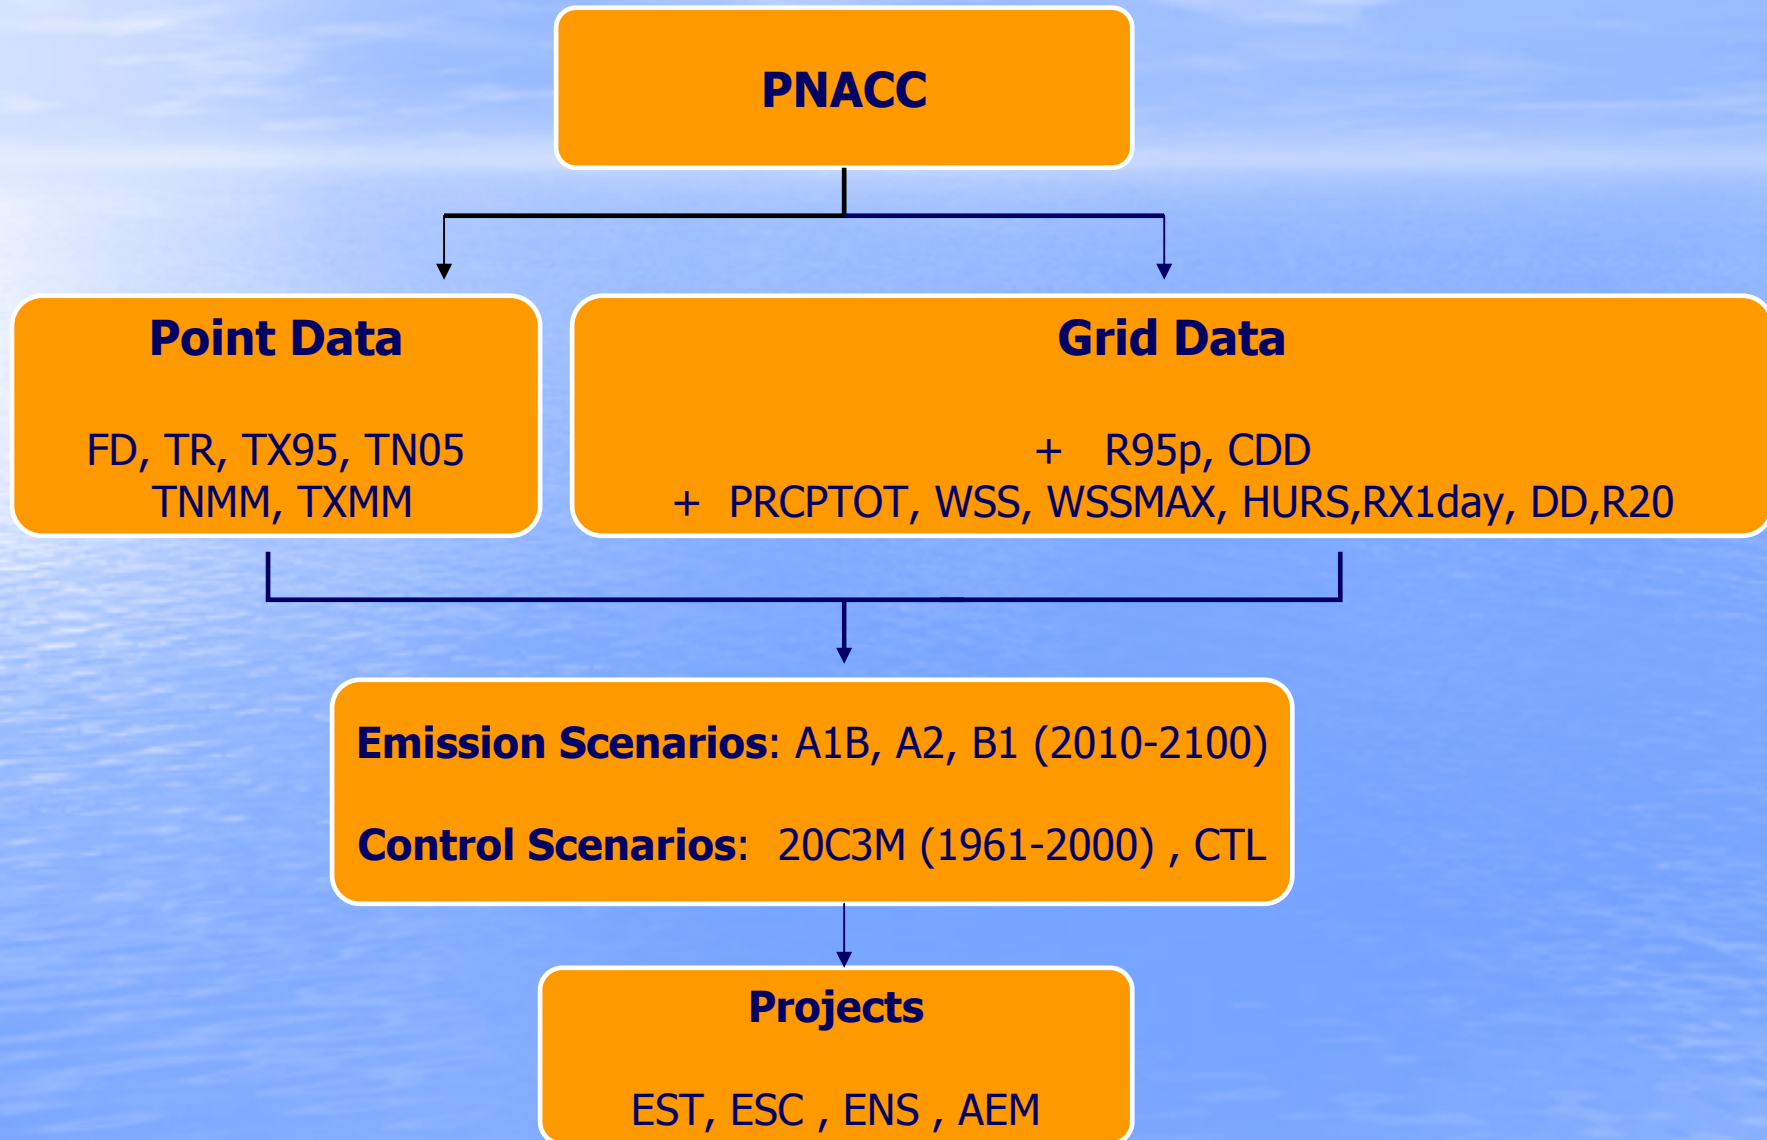 PNACC
Point Data
FD, TR, TX95, TN05
TNMM, TXMM
Grid Data
+ R95p, CDD
+ PRCPTOT, WSS, WSSMAX, HURS,RX1day, DD,R20
Emission Scenarios: A1B, A2, B1 (2010-2100)
Control Scenarios: 20C3M (1961-2000) , CTL
Projects
EST, ESC , ENS , AEM